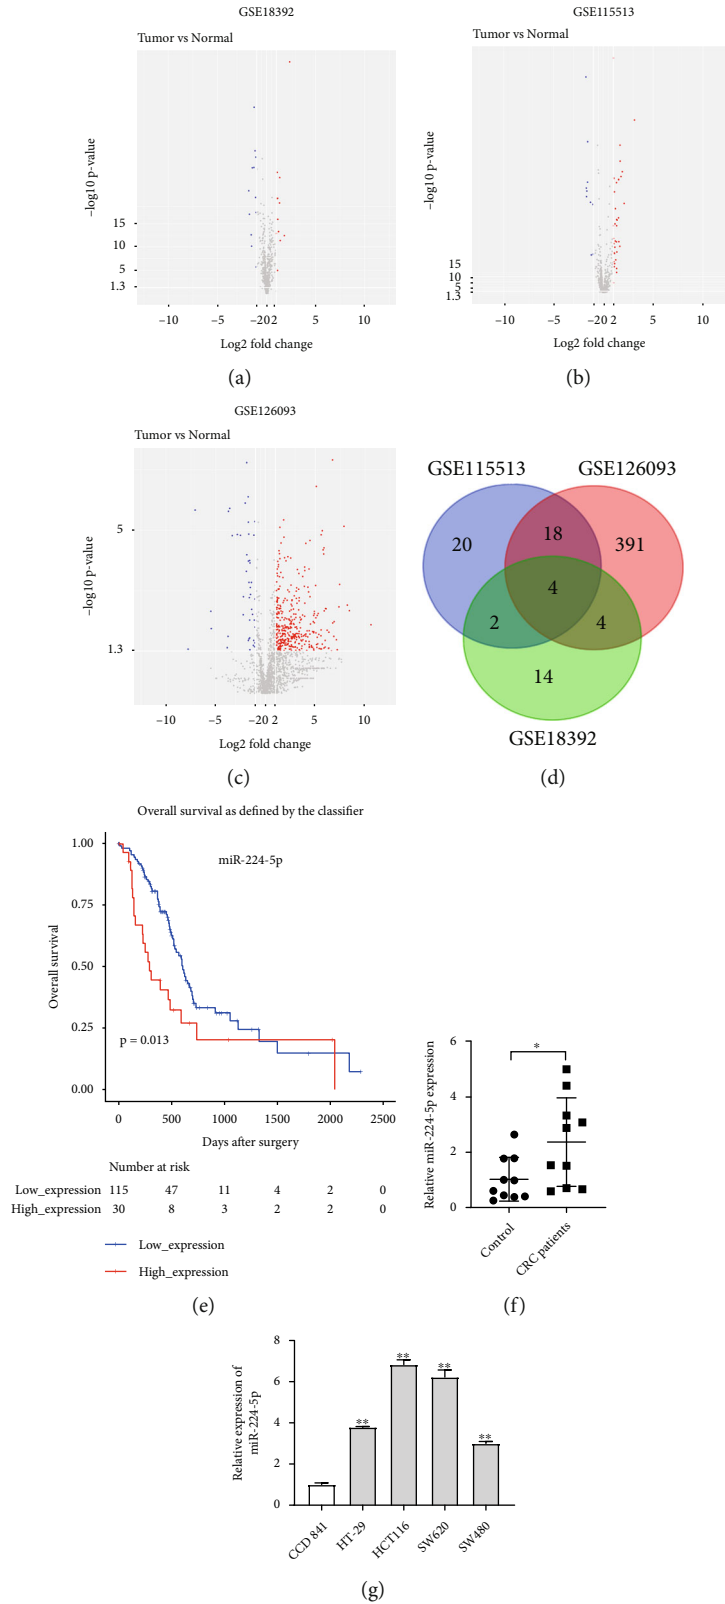 GSE18392
Tumor vs Normal
−log10 p-value
15
10
5
1.3
−10 −5 −20 2 5 10
Log2 fold change
(a)
GSE115513
Tumor vs Normal
−log10 p-value
15
10
5
1.3
−10 −5 −20 2 5 10
Log2 fold change
(b)
GSE126093
Tumor vs Normal
−log10 p-value
5
1.3
−10 −5 −20 2 5 10
Log2 fold change
(c)
GSE115513
GSE126093
20
18
391
4
2
4
14
GSE18392
(d)
Overall survival as defined by the classifier
miR-224-5p
Overall survival
1.00
0.75
0.50
0.25
0.00
p = 0.013
0 500 1000 1500 2000 2500
Days after surgery
Number at risk
Low_expression 115 47 11 4 2 0
High_expression 30 8 3 2 2 0
Low_expression
High_expression
(e)
Relative miR-224-5p expression
6
4
2
0
*
Control
CRC patients
(f)
Relative expression of
miR-224-5p
8
6
4
2
0
**
**
**
**
CCD 841
HT-29
HCT116
SW620
SW480
(g)